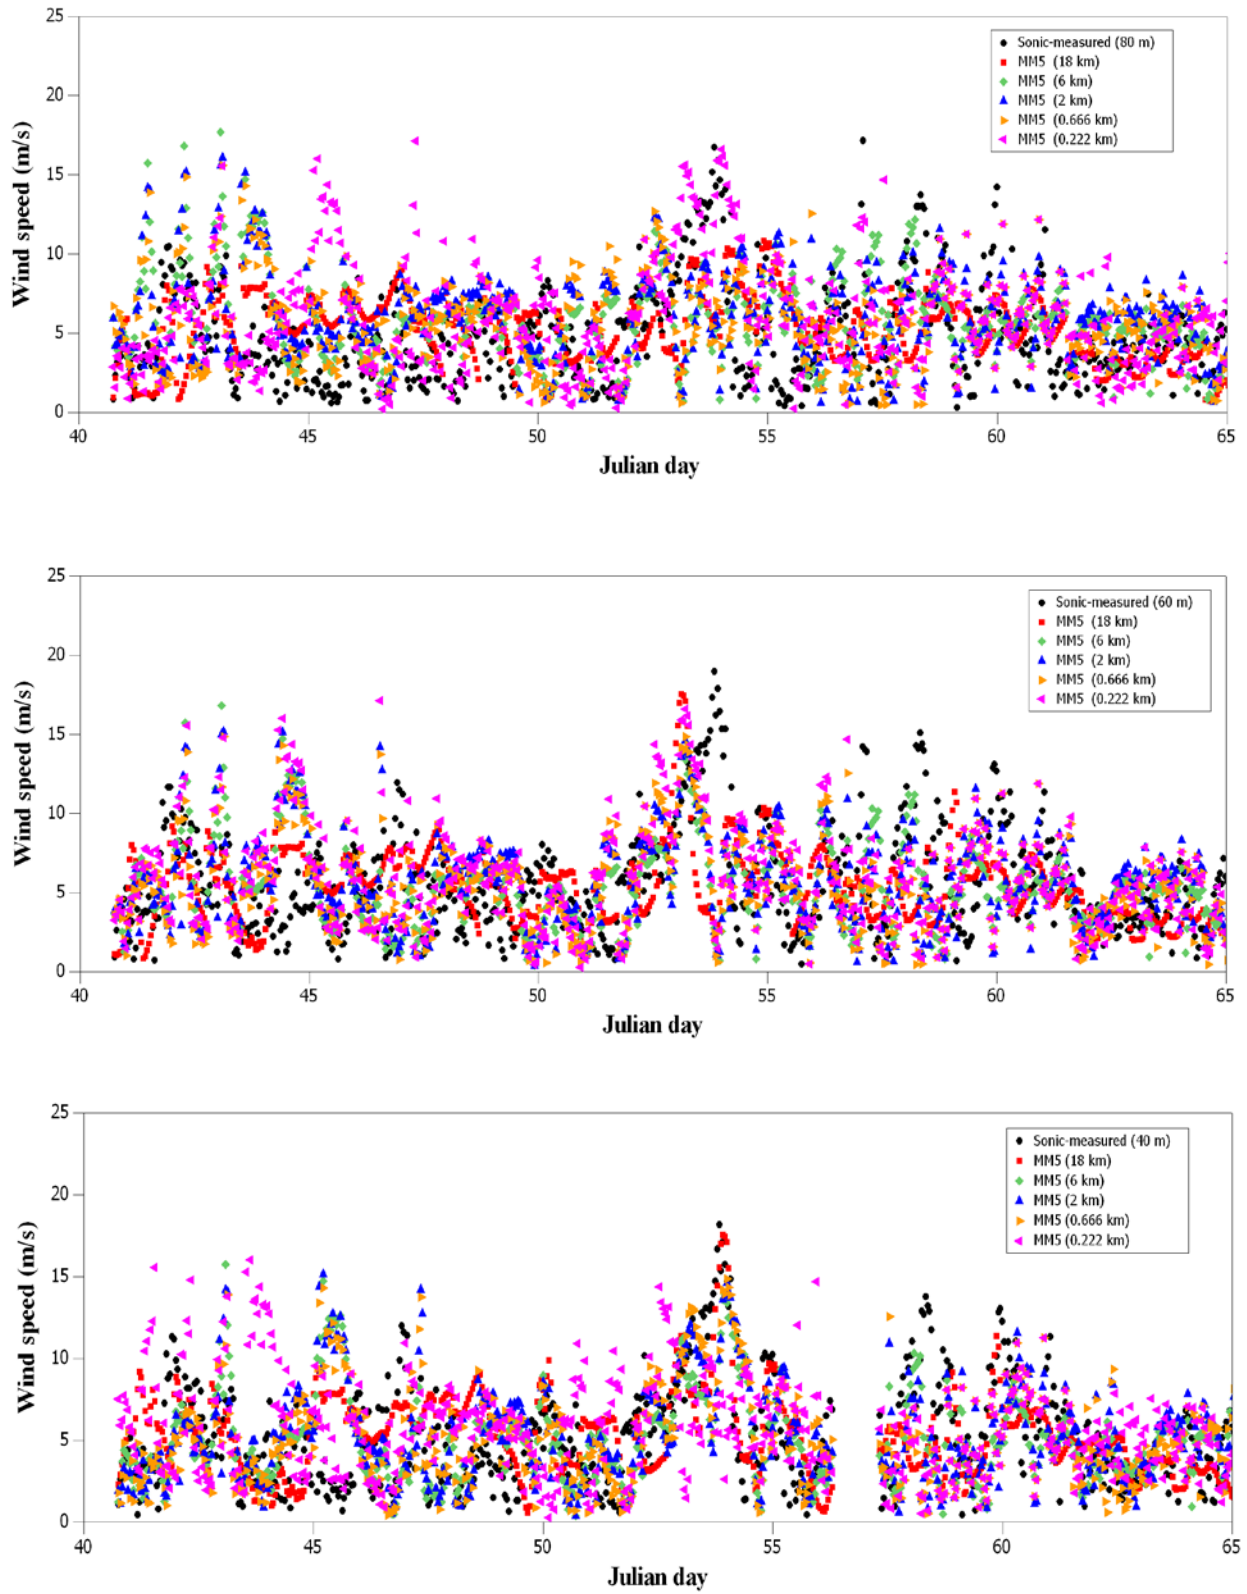 25
20
15
10
5
0
Wind speed (m/s)
Sonic-measured (80 m)
MM5 (18 km)
MM5 (6 km)
MM5 (2 km)
MM5 (0.666 km)
MM5 (0.222 km)
40 45 50 55 60 65
Julian day
25
20
15
10
5
0
Wind speed (m/s)
Sonic-measured (60 m)
MM5 (18 km)
MM5 (6 km)
MM5 (2 km)
MM5 (0.666 km)
MM5 (0.222 km)
40 45 50 55 60 65
Julian day
25
20
15
10
5
0
Wind speed (m/s)
Sonic-measured (40 m)
MM5 (18 km)
MM5 (6 km)
MM5 (2 km)
MM5 (0.666 km)
MM5 (0.222 km)
40 45 50 55 60 65
Julian day